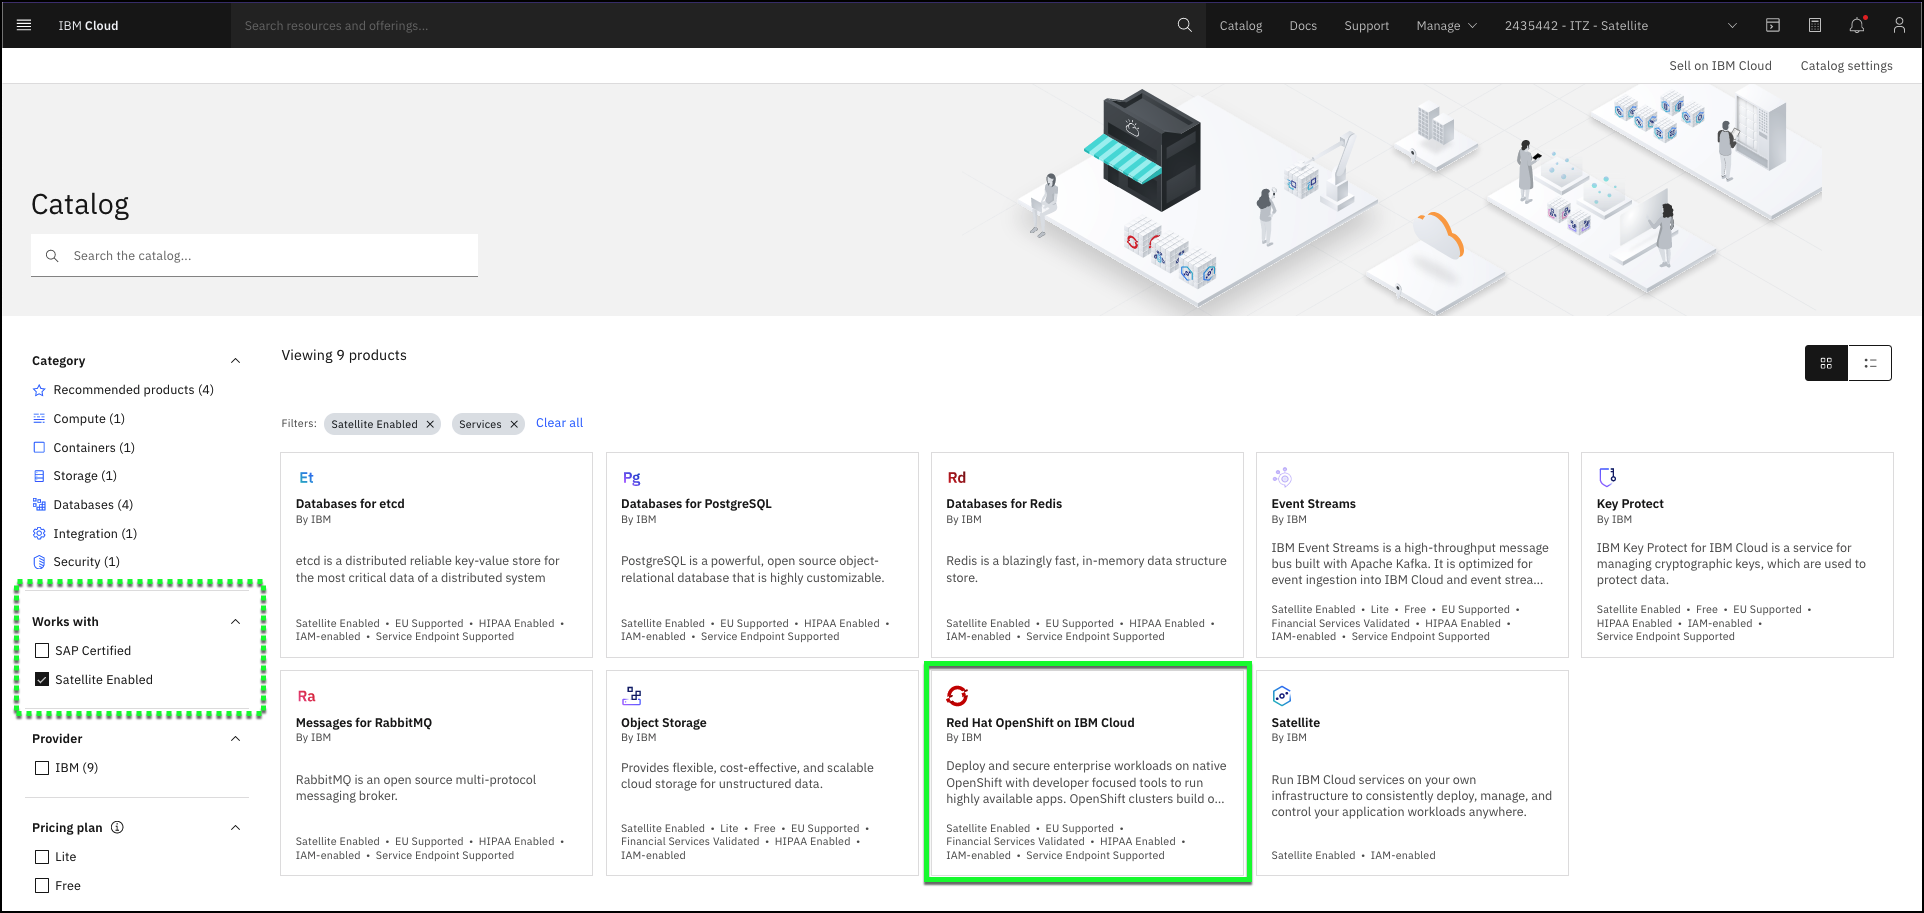 IBM Cloud
Search resources and offerings...
Catalog
Docs
Support
Manage
2435442 - ITZ - Satellite
Sell on IBM Cloud
Catalog settings
Catalog
Search the catalog...
Category
Recommended products (4)
Compute (1)
Containers (1)
Storage (1)
Databases (4)
Integration (1)
Security (1)
Works with
SAP Certified
Satellite Enabled
Provider
IBM (9)
Pricing plan
Lite
Free
Viewing 9 products
Filters:
Satellite Enabled
Services
Clear all
Et
Databases for etcd
By IBM
etcd is a distributed reliable key-value store for
the most critical data of a distributed system
Satellite Enabled • EU Supported • HIPAA Enabled •
IAM-enabled • Service Endpoint Supported
Pg
Databases for PostgreSQL
By IBM
PostgreSQL is a powerful, open source object-
relational database that is highly customizable.
Satellite Enabled • EU Supported • HIPAA Enabled •
IAM-enabled • Service Endpoint Supported
Rd
Databases for Redis
By IBM
Redis is a blazingly fast, in-memory data structure
store.
Satellite Enabled • EU Supported • HIPAA Enabled •
IAM-enabled • Service Endpoint Supported
Event Streams
By IBM
IBM Event Streams is a high-throughput message
bus built with Apache Kafka. It is optimized for
event ingestion into IBM Cloud and event strea...
Satellite Enabled • Lite • Free • EU Supported •
Financial Services Validated • HIPAA Enabled •
IAM-enabled • Service Endpoint Supported
Key Protect
By IBM
IBM Key Protect for IBM Cloud is a service for
managing cryptographic keys, which are used to
protect data.
Satellite Enabled • Free • EU Supported •
HIPAA Enabled • IAM-enabled •
Service Endpoint Supported
Ra
Messages for RabbitMQ
By IBM
RabbitMQ is an open source multi-protocol
messaging broker.
Satellite Enabled • EU Supported • HIPAA Enabled •
IAM-enabled • Service Endpoint Supported
Object Storage
By IBM
Provides flexible, cost-effective, and scalable
cloud storage for unstructured data.
Satellite Enabled • Lite • Free • EU Supported •
Financial Services Validated • HIPAA Enabled •
IAM-enabled
Red Hat OpenShift on IBM Cloud
By IBM
Deploy and secure enterprise workloads on native
OpenShift with developer focused tools to run
highly available apps. OpenShift clusters build o...
Satellite Enabled • EU Supported •
Financial Services Validated • HIPAA Enabled •
IAM-enabled • Service Endpoint Supported
Satellite
By IBM
Run IBM Cloud services on your own
infrastructure to consistently deploy, manage, and
control your application workloads anywhere.
Satellite Enabled • IAM-enabled